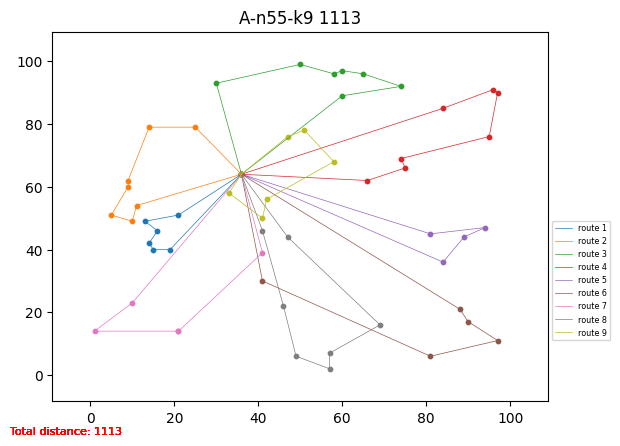 A-n55-k9 1113
100
80
60
40
20
0
0 20 40 60 80 100
route 1
route 2
route 3
route 4
route 5
route 6
route 7
route 8
route 9
Total distance: 1113